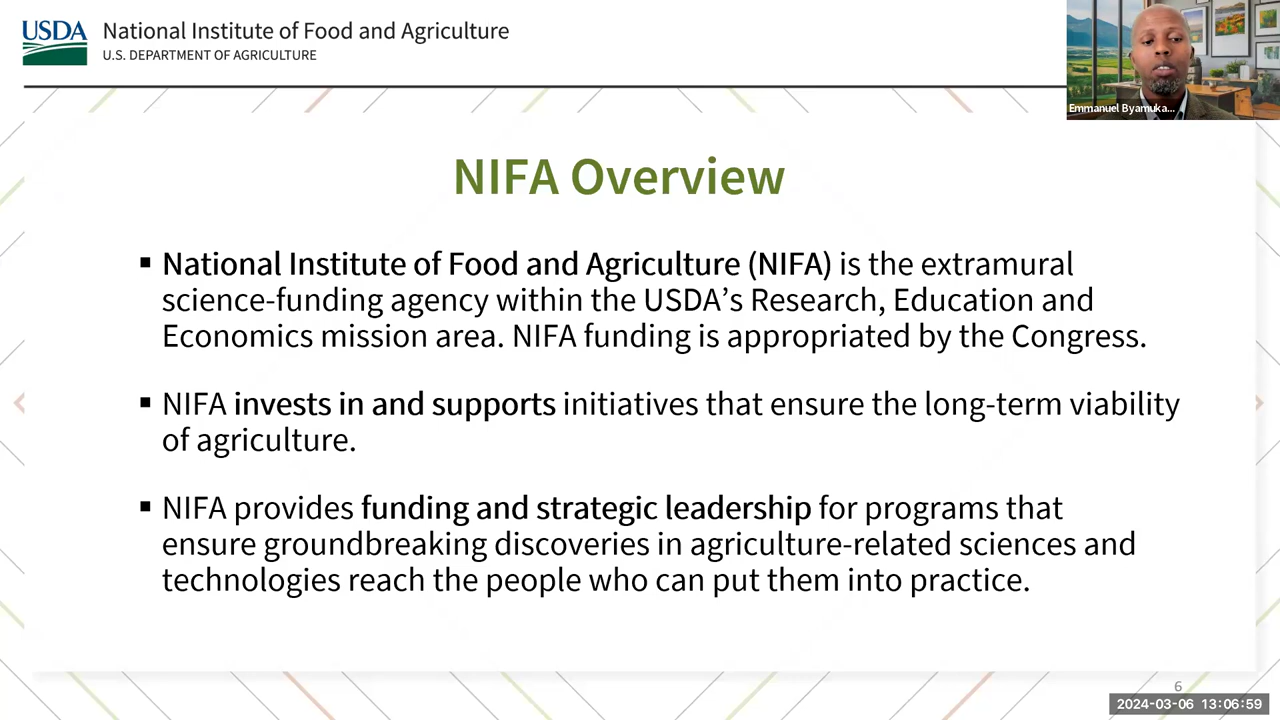 USDA
National Institute of Food and Agriculture
U.S. DEPARTMENT OF AGRICULTURE
Emmanuel Byamuka...
NIFA Overview
▪ National Institute of Food and Agriculture (NIFA) is the extramural
science-funding agency within the USDA’s Research, Education and
Economics mission area. NIFA funding is appropriated by the Congress.
▪ NIFA invests in and supports initiatives that ensure the long-term viability
of agriculture.
▪ NIFA provides funding and strategic leadership for programs that
ensure groundbreaking discoveries in agriculture-related sciences and
technologies reach the people who can put them into practice.
6
2024-03-06 13:06:59